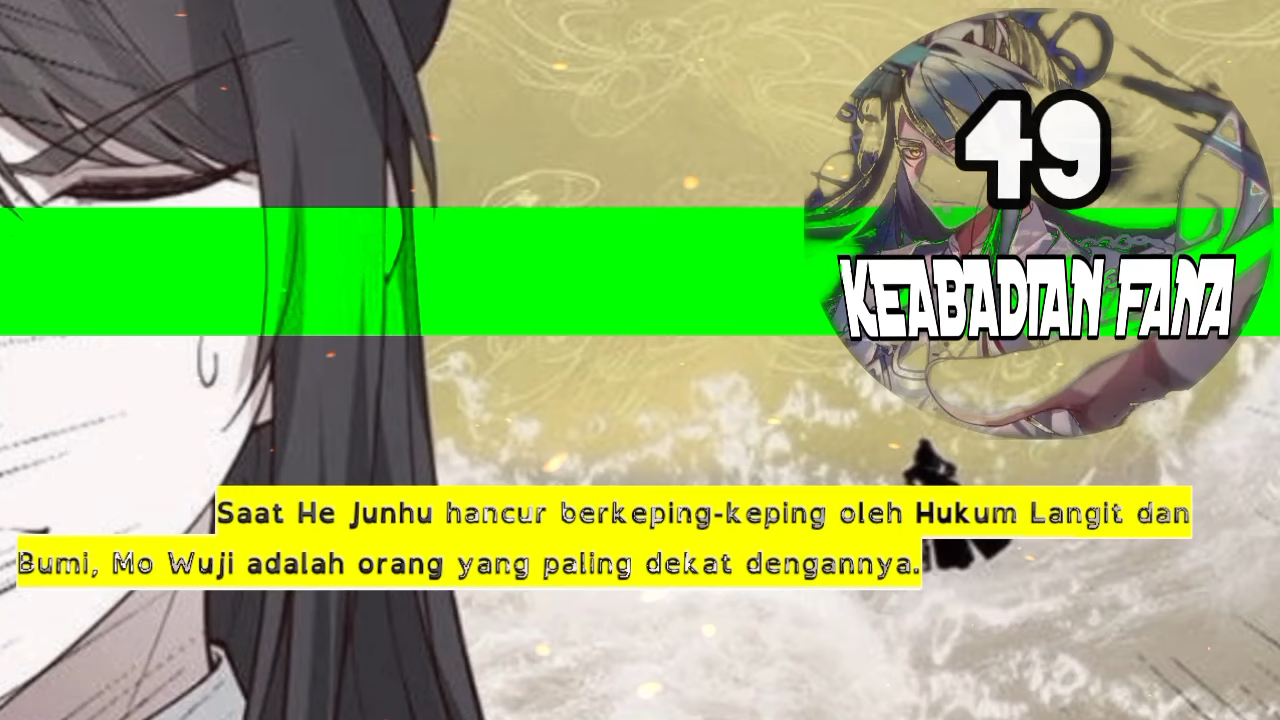 49
KEABADIAN FANA
Saat He Junhu hancur berkeping-keping oleh Hukum Langit dan
Bumi, Mo Wuji adalah orang yang paling dekat dengannya.